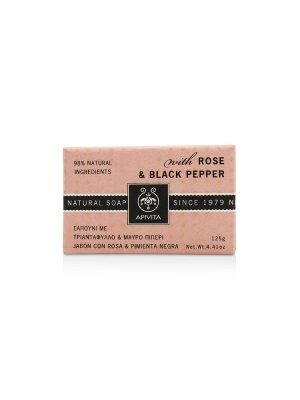 98% NATURAL
INGREDIENTS
with ROSE
& BLACK PEPPER
NATURAL SOAP
APIVITA
SINCE 1979 N
ΣΑΠΟΥΝΙ ΜΕ
ΤΡΙΑΝΤΑΦΥΛΛΟ & ΜΑΥΡΟ ΠΙΠΕΡΙ
JABÓN CON ROSA & PIMIENTA NEGRA
125g
Net.Wt. 4.41oz